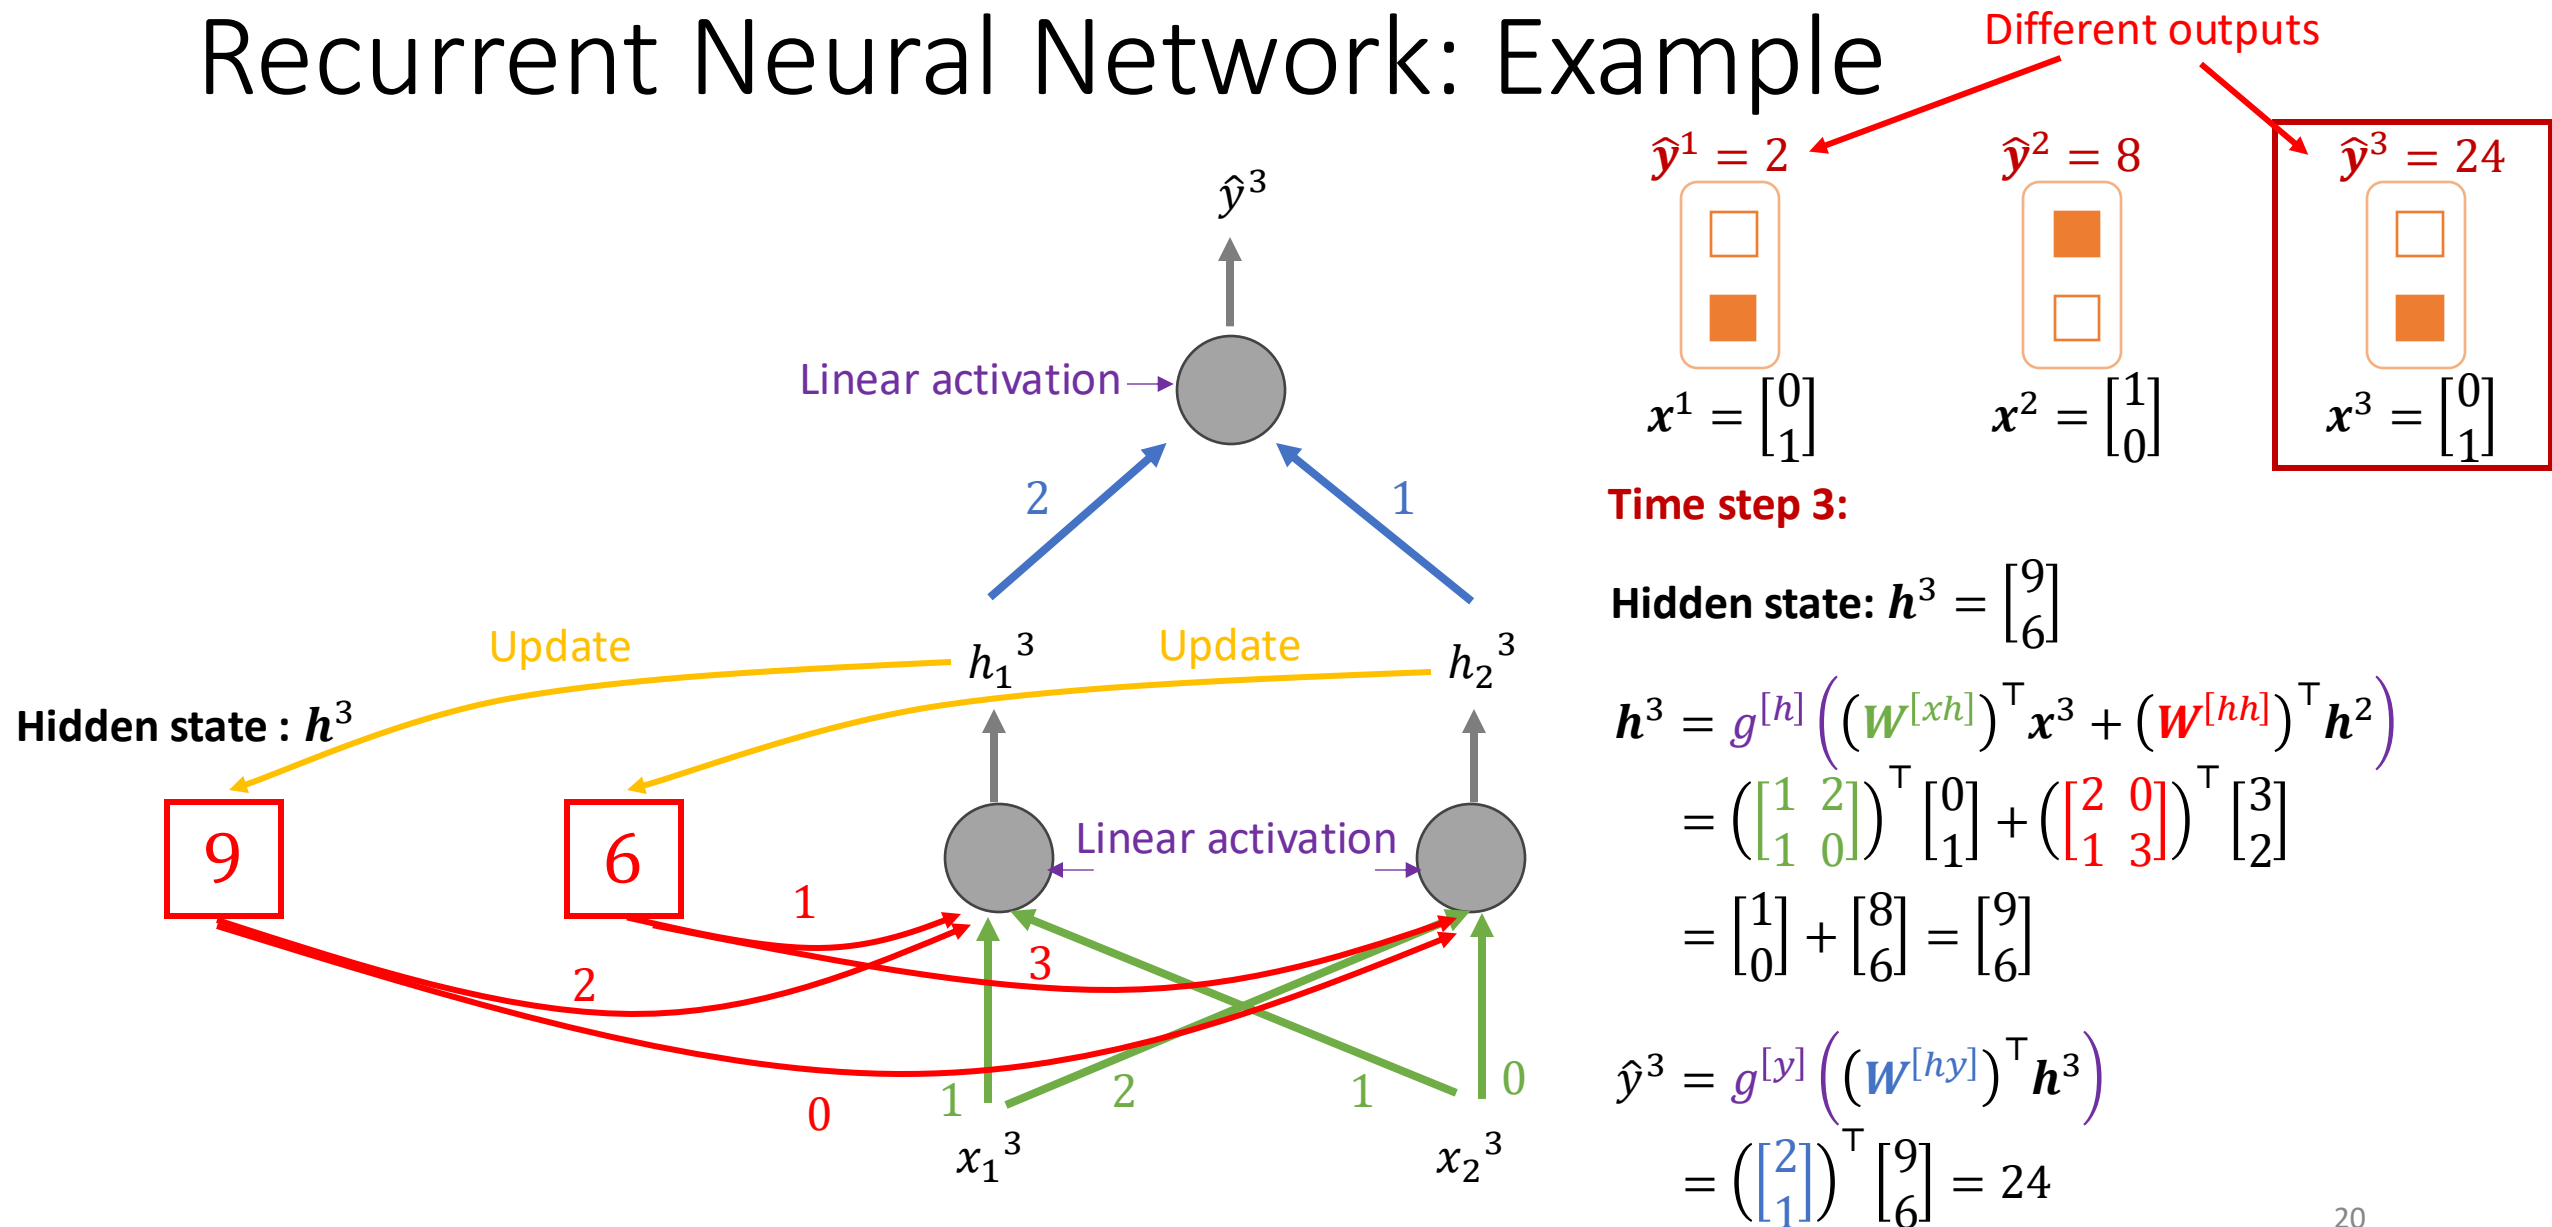 Recurrent Neural Network: Example
Different outputs
ŷ¹ = 2
ŷ² = 8
ŷ³ = 24
x¹ = [0 1]
x² = [1 0]
x³ = [0 1]
ŷ³
Linear activation
2
1
Update
Update
h₁³
h₂³
Hidden state : h³
9
6
Linear activation
1
2
3
0
1
2
1
0
x₁³
x₂³
Time step 3:
Hidden state: h³ = [9 6]
h³ = g^[h]((W^[xh])^⊤ x³ + (W^[hh])^⊤ h²)
= ([1 2; 1 0])^⊤ [0 1] + ([2 0; 1 3])^⊤ [3 2]
= [1 0] + [8 6] = [9 6]
ŷ³ = g^[y]((W^[hy])^⊤ h³)
= ([2 1])^⊤ [9 6] = 24
20